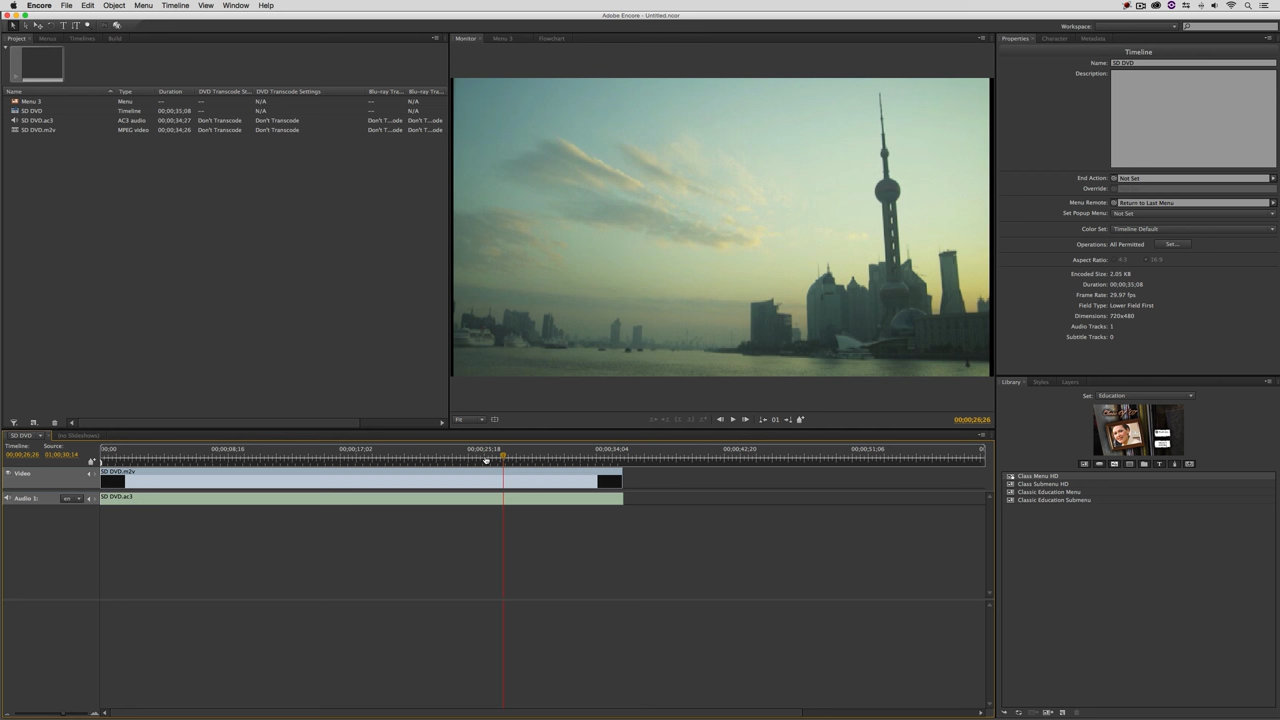 Encore File Edit Object Menu Timeline View Window Help
Adobe Encore - Untitled.ncor
Workspace:
Project Menus Timelines Build
Name Type Duration DVD Transcode St... DVD Transcode Settings Blu-ray Tra... Blu-ray Tra...
Menu 3 Menu -- -- N/A -- N/A
SD DVD Timeline 00;00;35;08 -- N/A -- N/A
SD DVD.ac3 AC3 audio 00;00;34;27 Don't Transcode Don't Transcode Don't T...ode Don't T...ode
SD DVD.m2v MPEG video 00;00;34;26 Don't Transcode Don't Transcode Don't T...ode Don't T...ode
Monitor Menu 3 Flowchart
Fit 01 00;00;26;26
Properties Character Metadata
Timeline
Name: SD DVD
Description:
End Action: Not Set
Override:
Menu Remote: Return to Last Menu
Set Popup Menu: Not Set
Color Set: Timeline Default
Operations: All Permitted Set...
Aspect Ratio: 4:3 16:9
Encoded Size: 2.05 KB
Duration: 00;00;35;08
Frame Rate: 29.97 fps
Field Type: Lower Field First
Dimensions: 720x480
Audio Tracks: 1
Subtitle Tracks: 0
Library Styles Layers
Set: Education
Class Menu HD
Class Submenu HD
Classic Education Menu
Classic Education Submenu
SD DVD (no Slideshows)
Timeline: Source:
00;00;26;26 01;00;30;14
00;00 00;00;08;16 00;00;17;02 00;00;25;18 00;00;34;04 00;00;42;20 00;00;51;06
Video SD DVD.m2v
Audio 1: en SD DVD.ac3